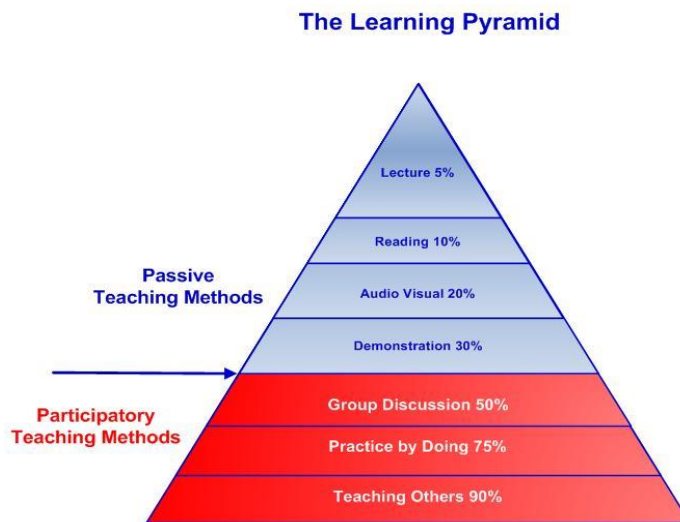 The Learning Pyramid
Lecture 5%
Reading 10%
Passive
Teaching Methods
Audio Visual 20%
Demonstration 30%
Participatory
Teaching Methods
Group Discussion 50%
Practice by Doing 75%
Teaching Others 90%